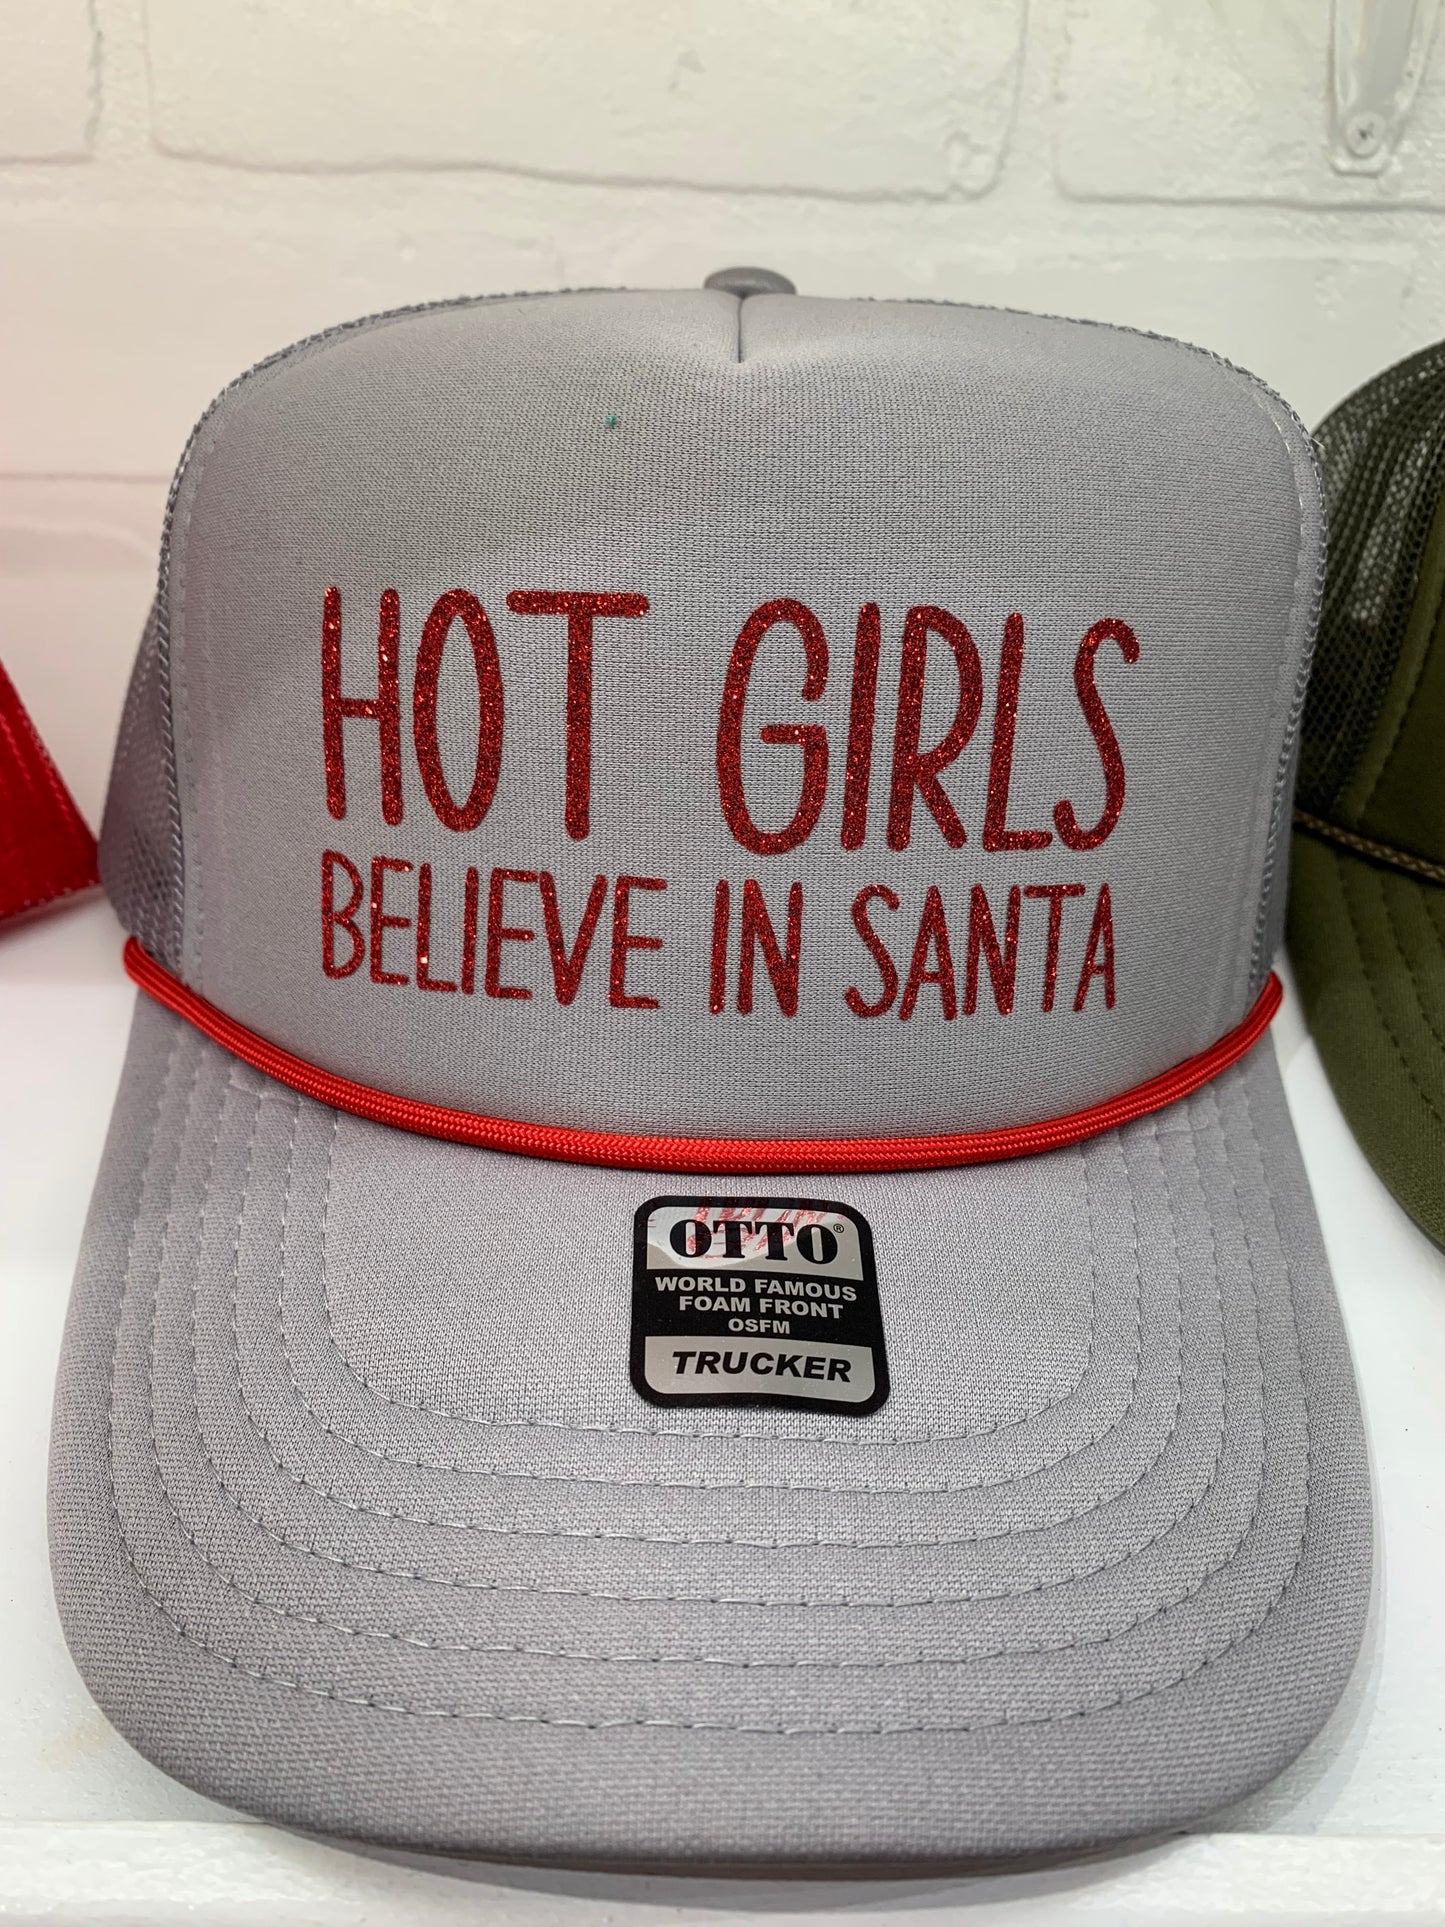 HOT GIRLS
BELIEVE IN SANTA
OTTO®
WORLD FAMOUS
FOAM FRONT
OSFM
TRUCKER